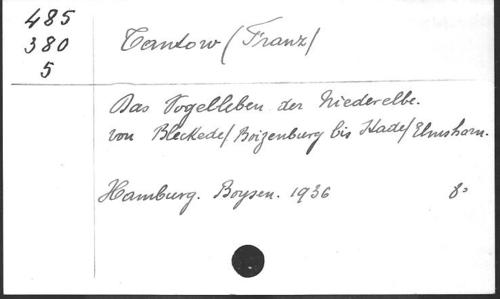 485
380
5
Tantow / Franz /
Das Vogelleben der Niederelbe.
von Bleckede / Boizenburg bis Stade / Elmshorn.
Hamburg. Boysen. 1936 8°